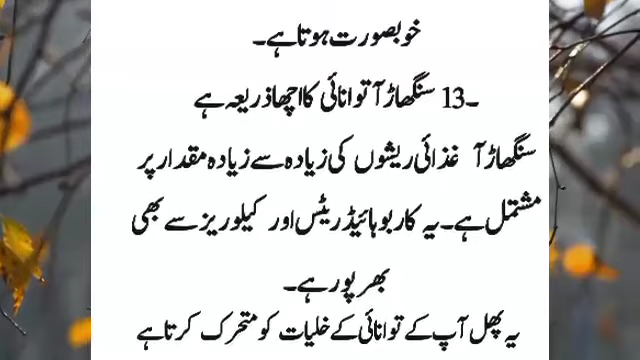 خوبصورت ہوتا ہے۔
13۔ سنگھاڑآ توانائی کا اچھا ذریعہ ہے
سنگھاڑآ غذائی ریشوں کی زیادہ سے زیادہ مقدار پر
مشتمل ہے۔ یہ کاربوہائیڈریٹس اور کیلوریز سے بھی
بھرپور ہے۔
یہ پھل آپ کے توانائی کے خلیات کو متحرک کرتا ہے